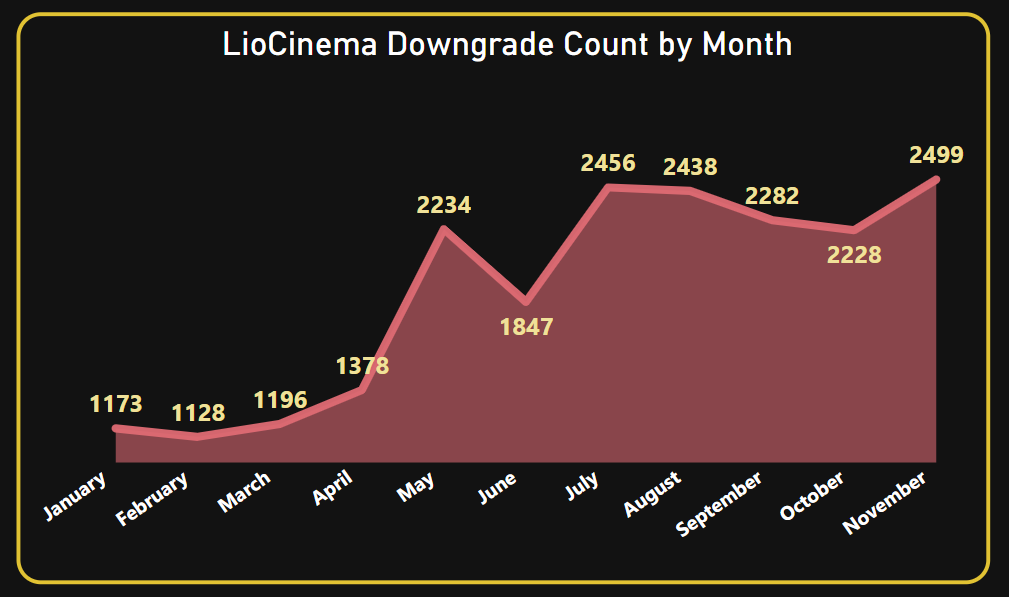 LioCinema Downgrade Count by Month
2499
2456
2438
2282
2234
2228
1847
1378
1196
1173
1128
January
February
March
April
May
June
July
August
September
October
November